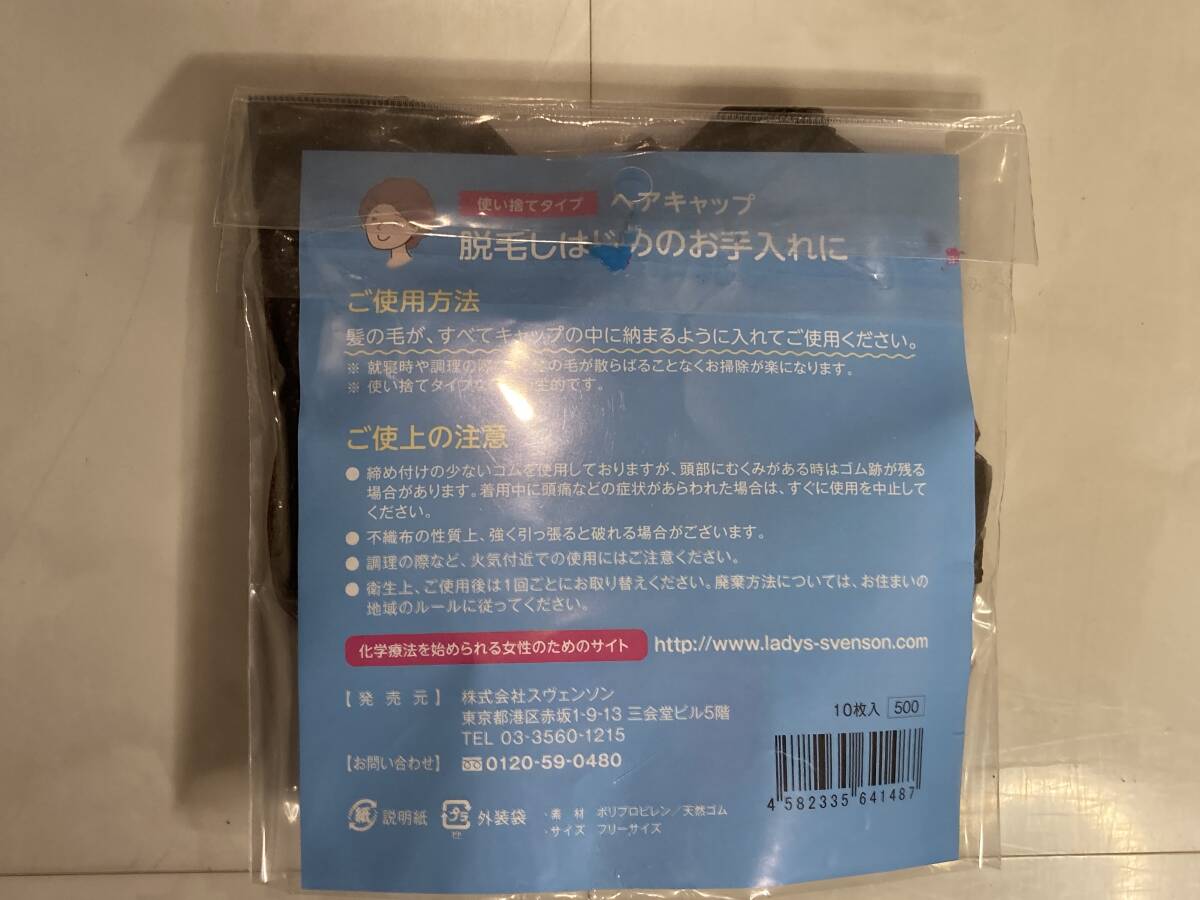 使い捨てタイプ ヘアキャップ
脱毛しはじめのお手入れに
ご使用方法
髪の毛が、すべてキャップの中に納まるように入れてご使用ください。
※ 就寝時や調理の際 の毛が散らばることなくお掃除が楽になります。
※ 使い捨てタイプ 生的です。
ご使上の注意
● 締め付けの少ないゴムを使用しておりますが、頭部にむくみがある時はゴム跡が残る
場合があります。着用中に頭痛などの症状があらわれた場合は、すぐに使用を中止して
ください。
● 不織布の性質上、強く引っ張ると破れる場合がございます。
● 調理の際など、火気付近での使用にはご注意ください。
● 衛生上、ご使用後は1回ごとにお取り替えください。廃棄方法については、お住まいの
地域のルールに従ってください。
化学療法を始められる女性のためのサイト http://www.ladys-svenson.com
【発売元】 株式会社スヴェンソン
東京都港区赤坂1-9-13 三会堂ビル5階
TEL 03-3560-1215
【お問い合わせ】 0120-59-0480
10枚入 500
4 582335 641487
紙 説明紙 プラ 外装袋
・素材 ポリプロピレン/天然ゴム
・サイズ フリーサイズ